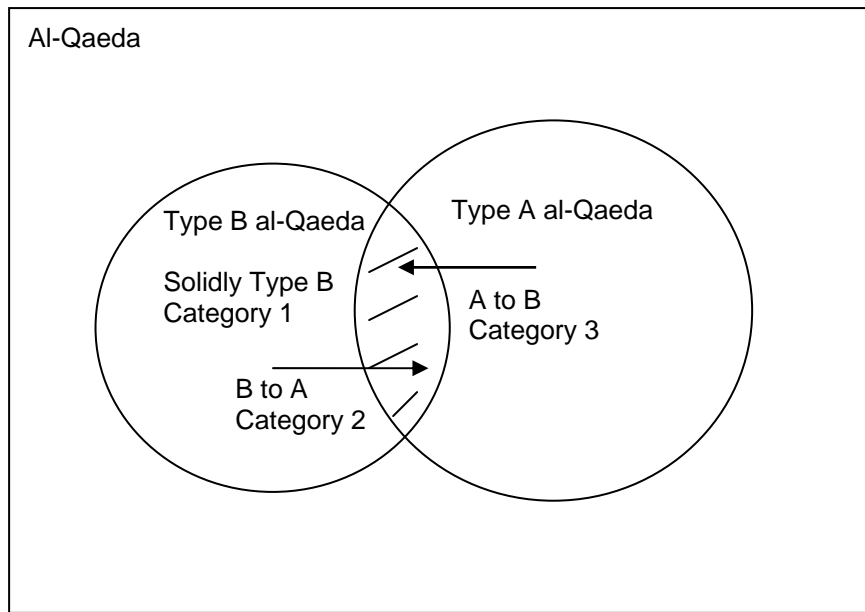 Al-Qaeda
Type B al-Qaeda
Type A al-Qaeda
Solidly Type B
Category 1
A to B
Category 3
B to A
Category 2